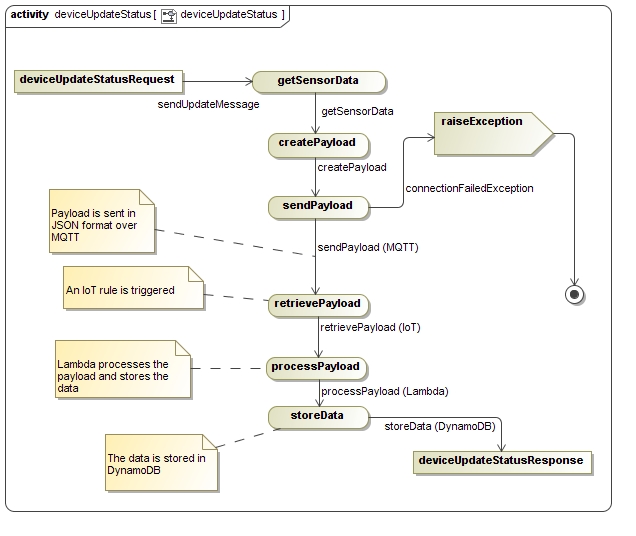 activity deviceUpdateStatus [ deviceUpdateStatus ]
deviceUpdateStatusRequest
getSensorData
sendUpdateMessage
getSensorData
raiseException
createPayload
createPayload
connectionFailedException
sendPayload
Payload is sent in
JSON format over
MQTT
sendPayload (MQTT)
An IoT rule is triggered
retrievePayload
retrievePayload (IoT)
Lambda processes the
payload and stores the
data
processPayload
processPayload (Lambda)
storeData
storeData (DynamoDB)
The data is stored in
DynamoDB
deviceUpdateStatusResponse